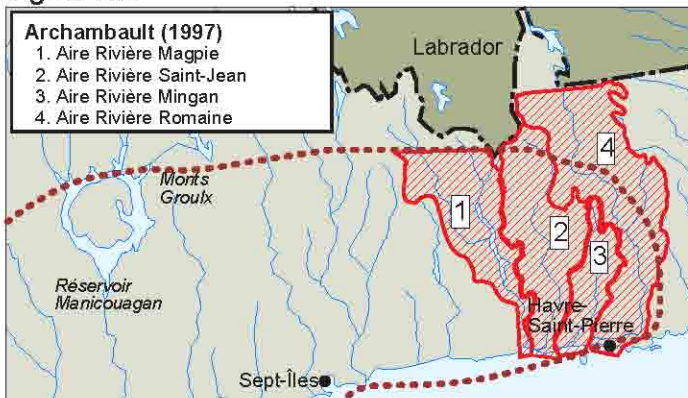 Archambault (1997)
1. Aire Rivière Magpie
2. Aire Rivière Saint-Jean
3. Aire Rivière Mingan
4. Aire Rivière Romaine
Labrador
4
Monts
Groulx
1
2
3
Réservoir
Manicouagan
Havre-
Saint-Pierre
Sept-Îles